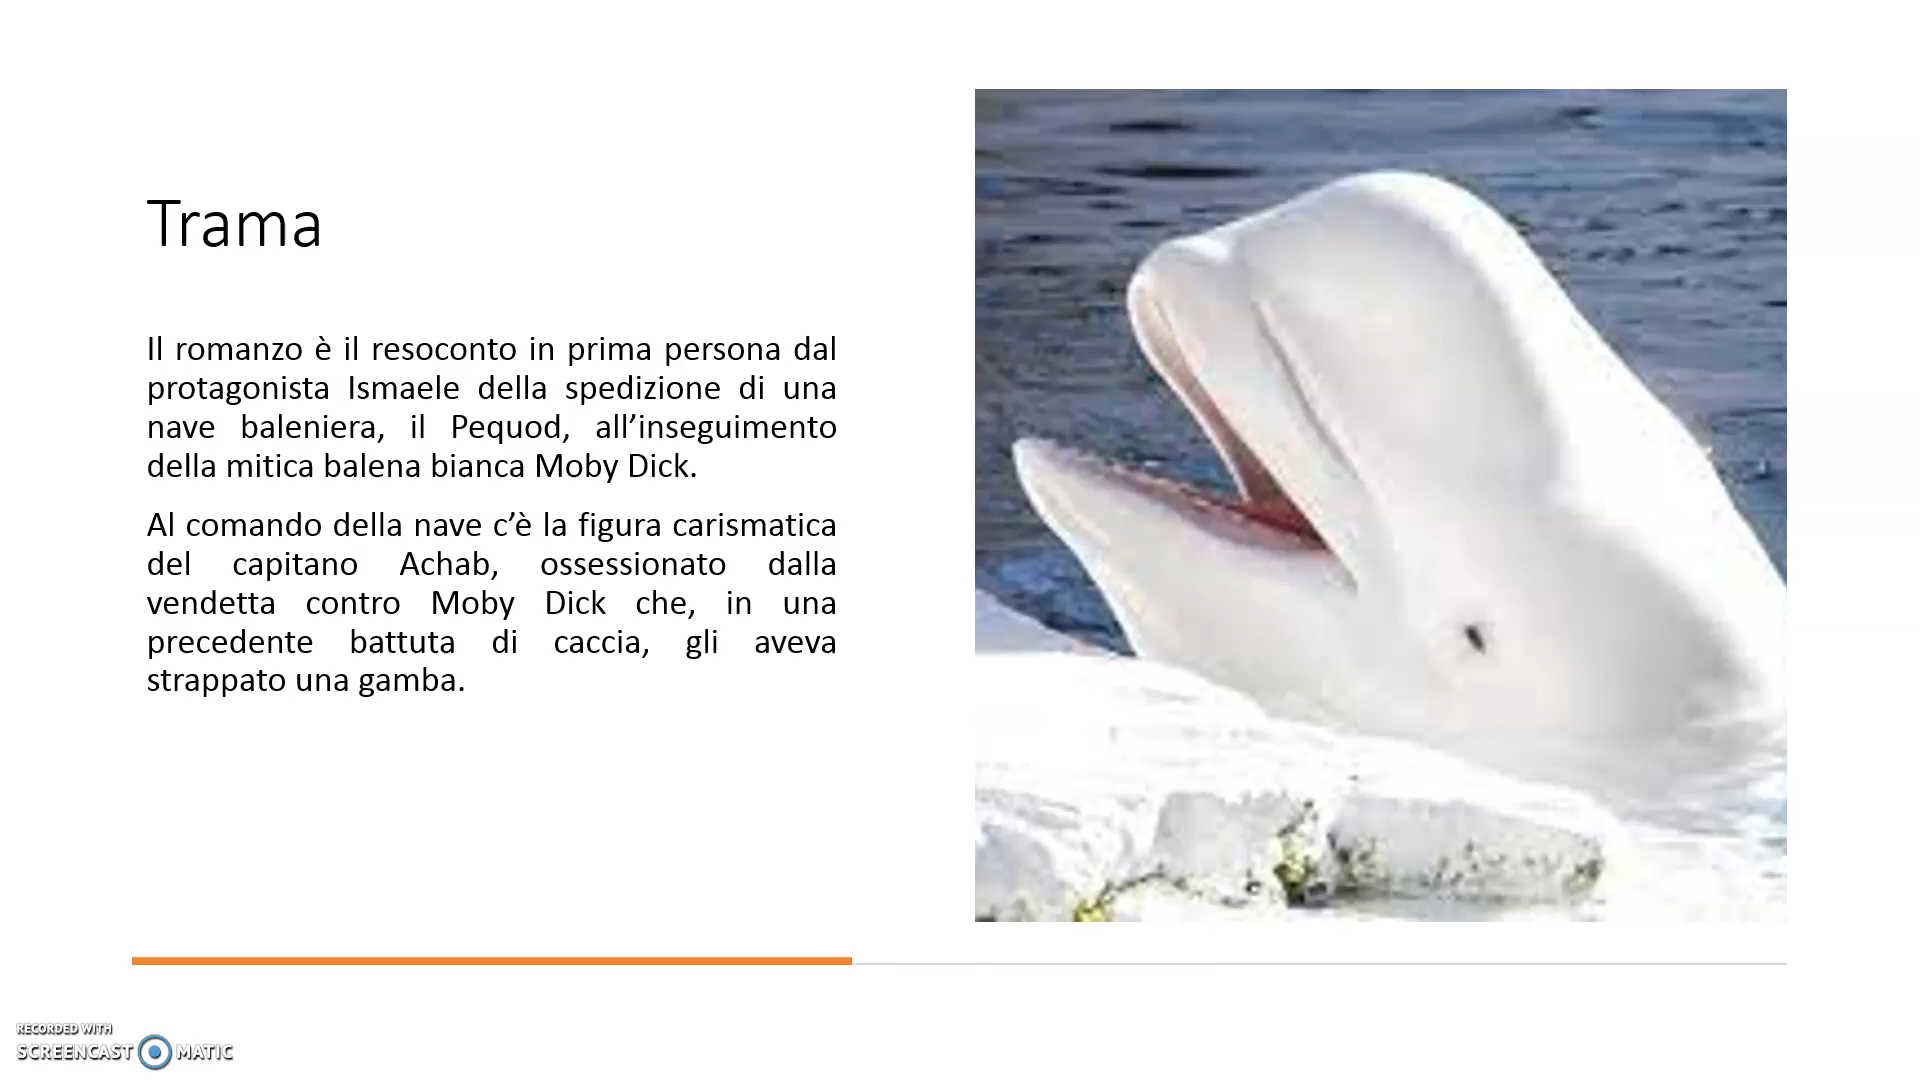 Trama
Il romanzo è il resoconto in prima persona dal
protagonista Ismaele della spedizione di una
nave baleniera, il Pequod, all’inseguimento
della mitica balena bianca Moby Dick.
Al comando della nave c’è la figura carismatica
del capitano Achab, ossessionato dalla
vendetta contro Moby Dick che, in una
precedente battuta di caccia, gli aveva
strappato una gamba.
RECORDED WITH
SCREENCAST MATIC